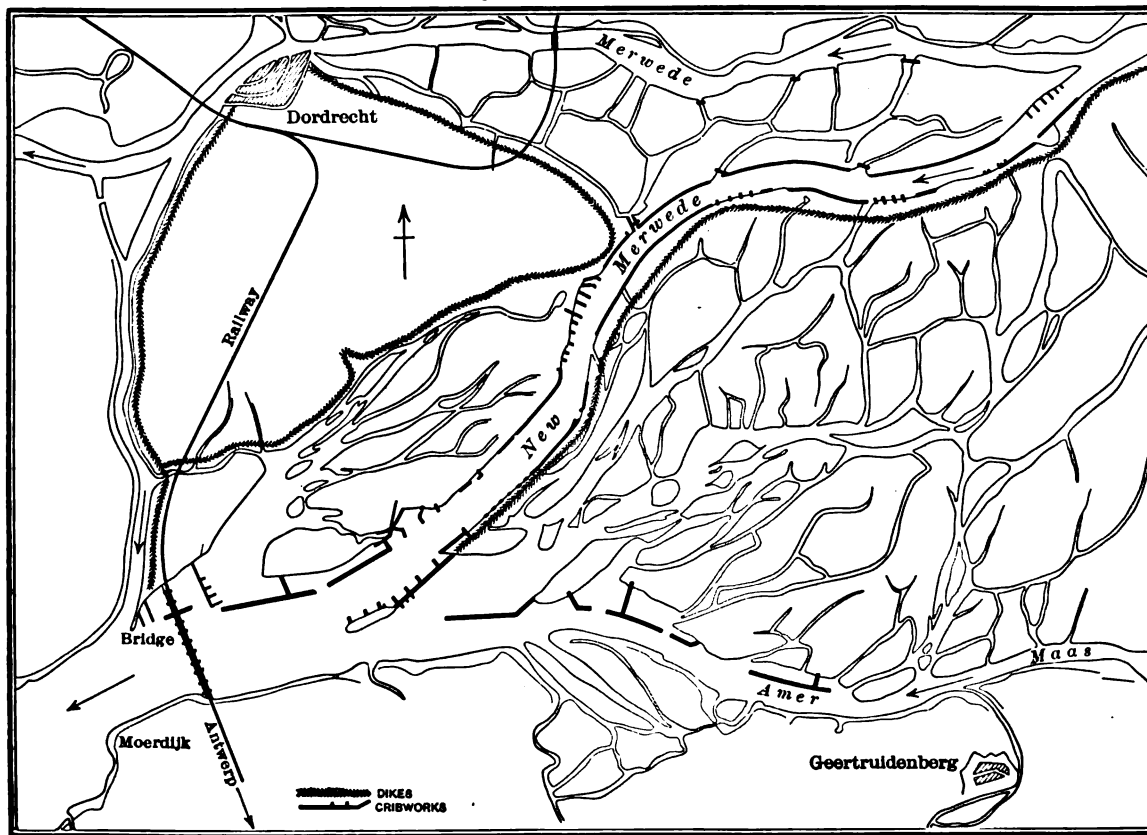 Merwede
Dordrecht
Merwede
Railway
New
Bridge
Maas
Amer
Moerdijk
Antwerp
Geertruidenberg
DIKES
CRIBWORKS